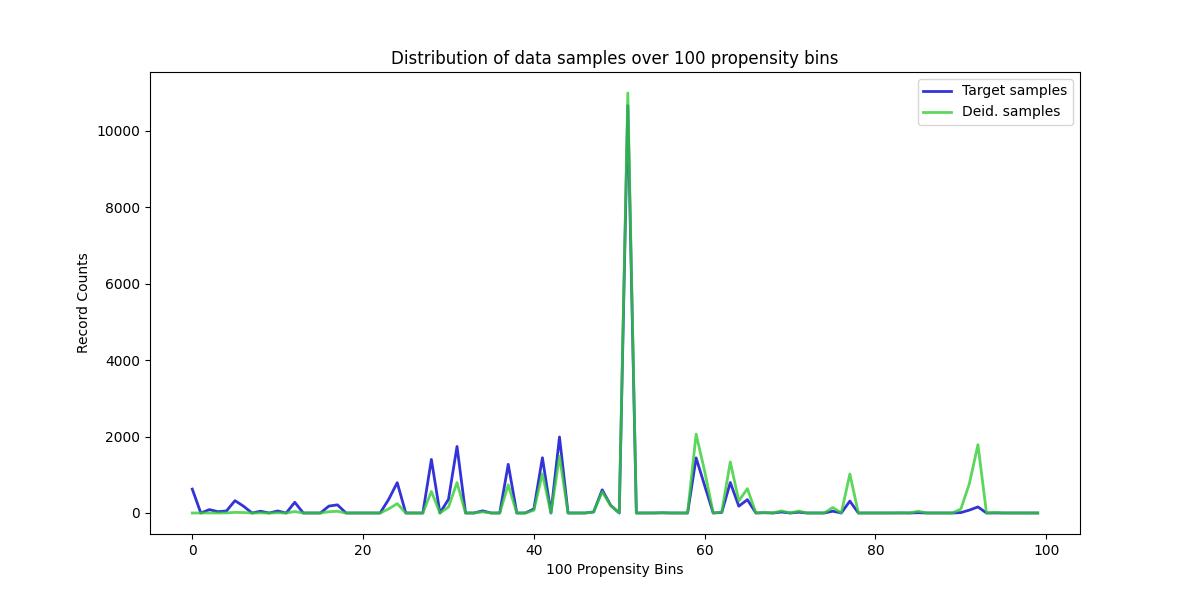 Distribution of data samples over 100 propensity bins
Target samples
Deid. samples
Record Counts
10000
8000
6000
4000
2000
0
0 20 40 60 80 100
100 Propensity Bins